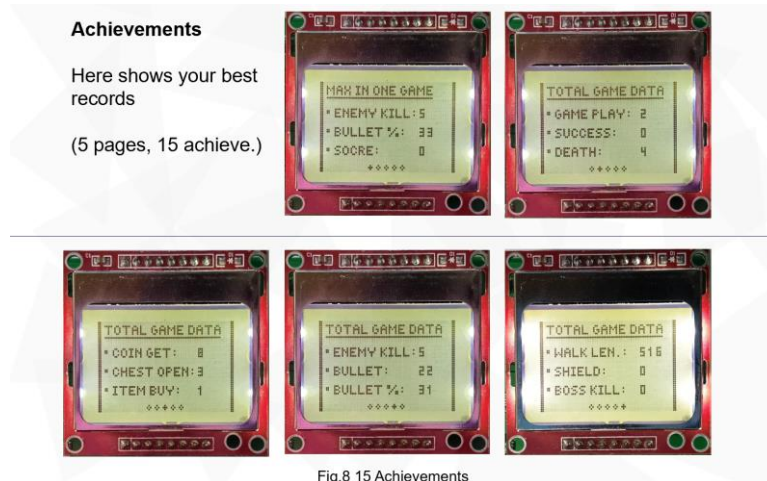 Achievements
Here shows your best
records
(5 pages, 15 achieve.)
MAX IN ONE GAME
ENEMY KILL: 5
BULLET %: 33
SOCRE: 0
TOTAL GAME DATA
GAME PLAY: 2
SUCCESS: 0
DEATH: 4
TOTAL GAME DATA
COIN GET: 8
CHEST OPEN: 3
ITEM BUY: 1
TOTAL GAME DATA
ENEMY KILL: 5
BULLET: 22
BULLET %: 31
TOTAL GAME DATA
WALK LEN.: 516
SHIELD: 0
BOSS KILL: 0
Fig.8 15 Achievements